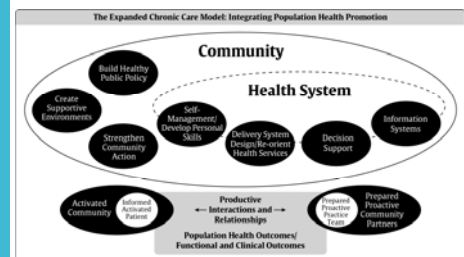 The Expanded Chronic Care Model: Integrating Population Health Promotion
Community
Build Healthy
Public Policy
Health System
Create
Supportive
Environments
Self-
Management/
Develop Personal
Skills
Information
Systems
Strengthen
Community
Action
Delivery System
Design/Re-orient
Health Services
Decision
Support
Activated
Community
Informed
Activated
Patient
Productive
Interactions and
Relationships
Prepared
Proactive
Practice
Team
Prepared
Proactive
Community
Partners
Population Health Outcomes/
Functional and Clinical Outcomes